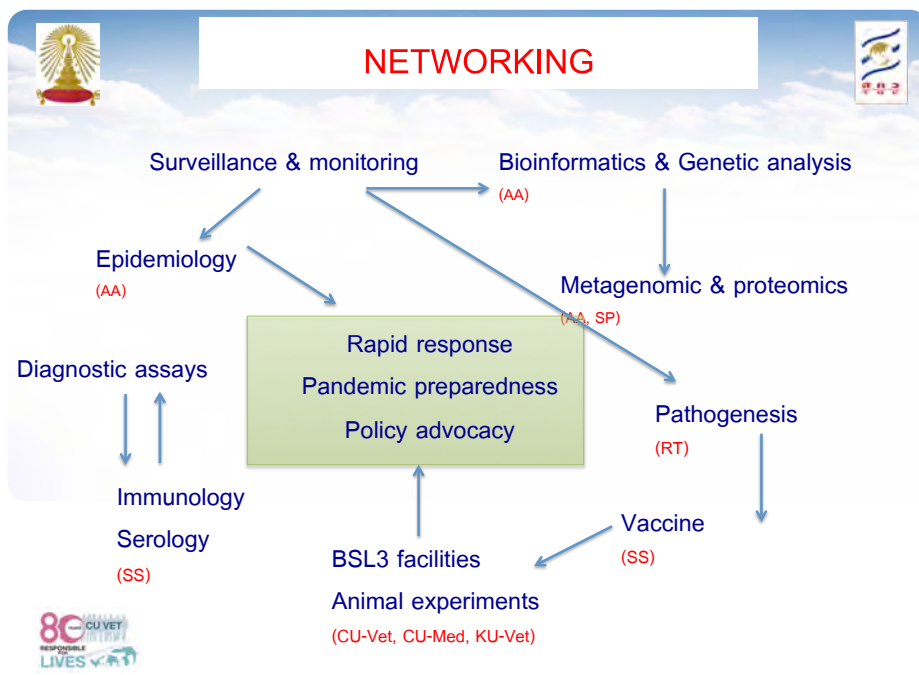 NETWORKING
Surveillance & monitoring
Bioinformatics & Genetic analysis
(AA)
Epidemiology
(AA)
Metagenomic & proteomics
(AA, SP)
Rapid response
Pandemic preparedness
Policy advocacy
Diagnostic assays
Pathogenesis
(RT)
Immunology
Serology
(SS)
Vaccine
(SS)
BSL3 facilities
Animal experiments
(CU-Vet, CU-Med, KU-Vet)
80 CU VET
RESPONSIBLE
FOR
LIVES